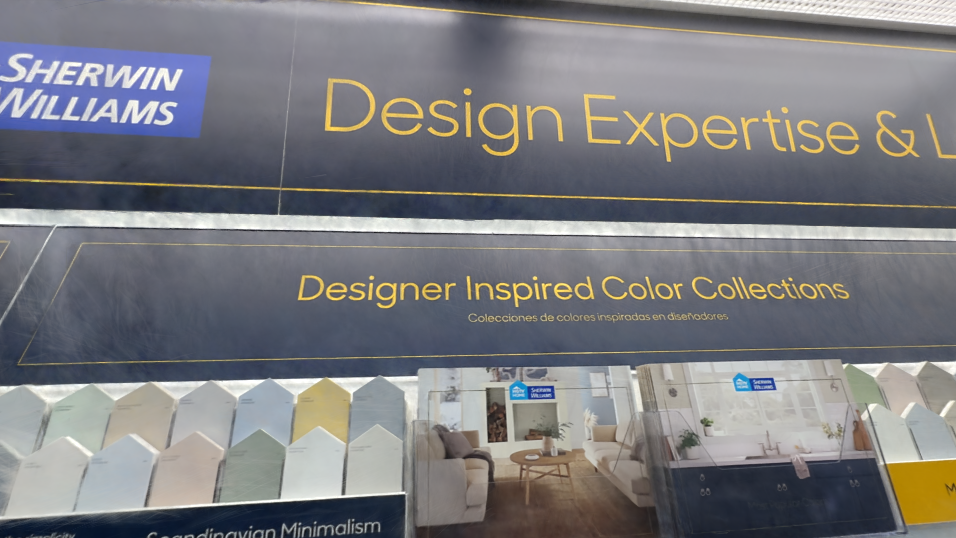 SHERWIN
WILLIAMS
Design Expertise & L
Designer Inspired Color Collections
Colecciones de colores inspiradas en diseñadores
SHERWIN
WILLIAMS
SHERWIN
WILLIAMS
Scandinavian Minimalism
M